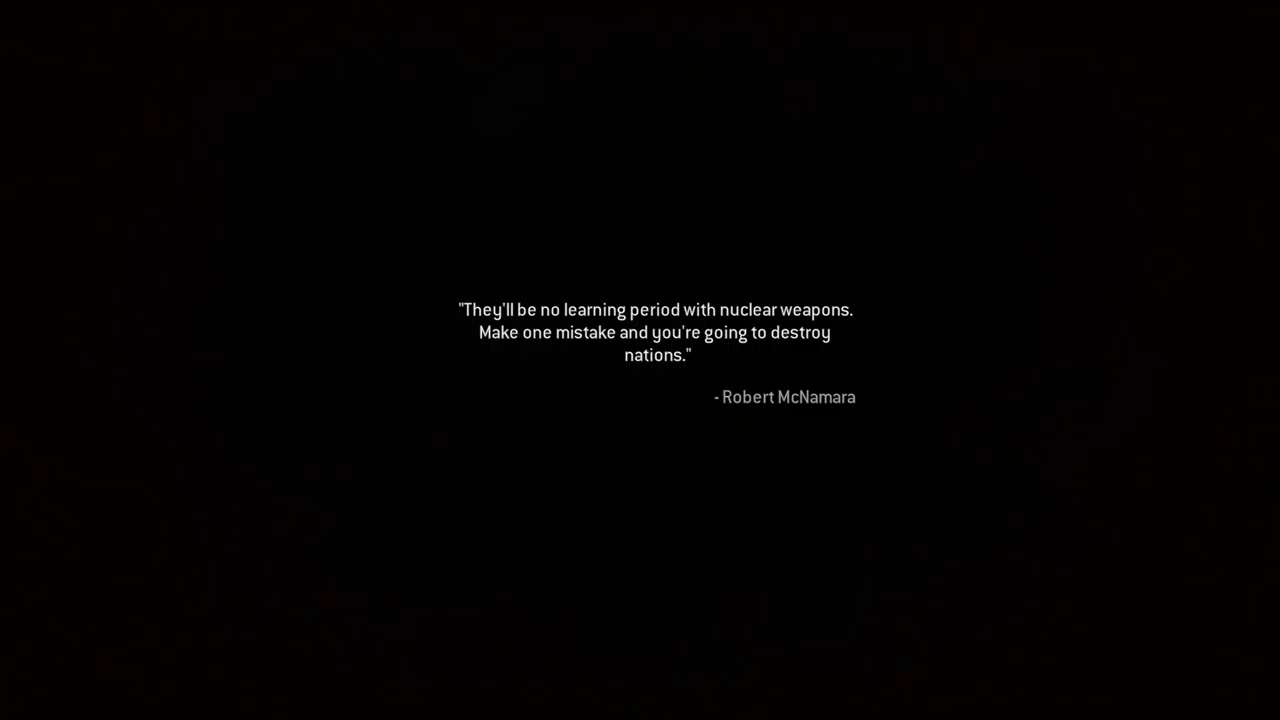 "They'll be no learning period with nuclear weapons.
Make one mistake and you're going to destroy
nations."
- Robert McNamara